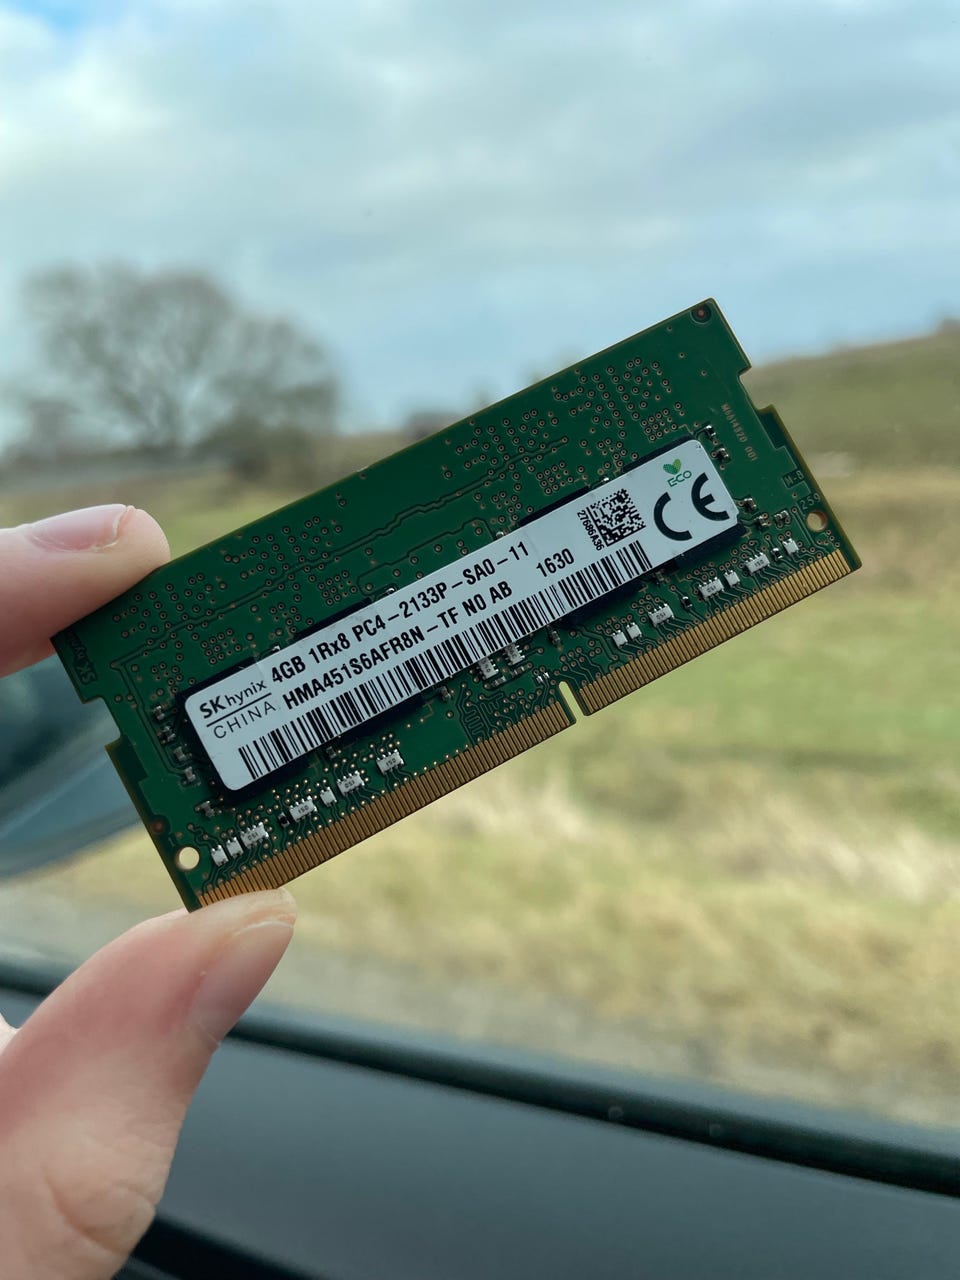 SK hynix
CHINA
4GB 1Rx8 PC4-2133P-SA0-11
HMA451S6AFR8N-TF N0 AB 1630
ECO
CE